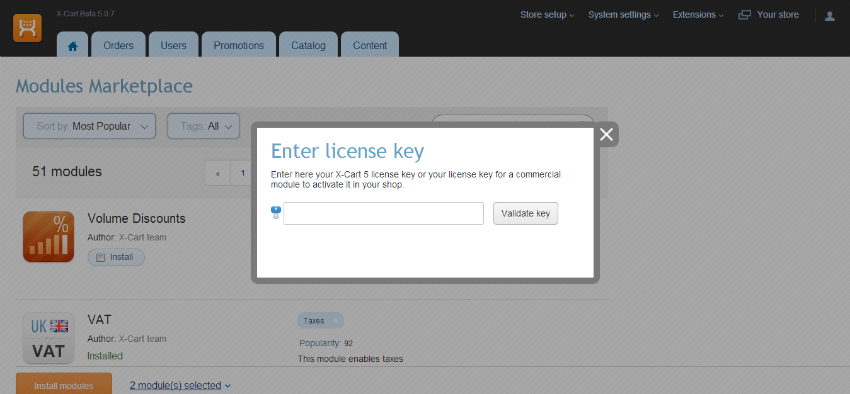 X-Cart Beta 5.0.7
Store setup System settings Extensions Your store
Orders Users Promotions Catalog Content
Modules Marketplace
Sort by: Most Popular Tags: All
51 modules « 1
Enter license key
Enter here your X-Cart 5 license key or your license key for a commercial
module to activate it in your shop.
Validate key
%
Volume Discounts
Author: X-Cart team
Install
UK
VAT
VAT
Author: X-Cart team
Installed
Taxes
Popularity: 92
This module enables taxes
Install modules 2 module(s) selected